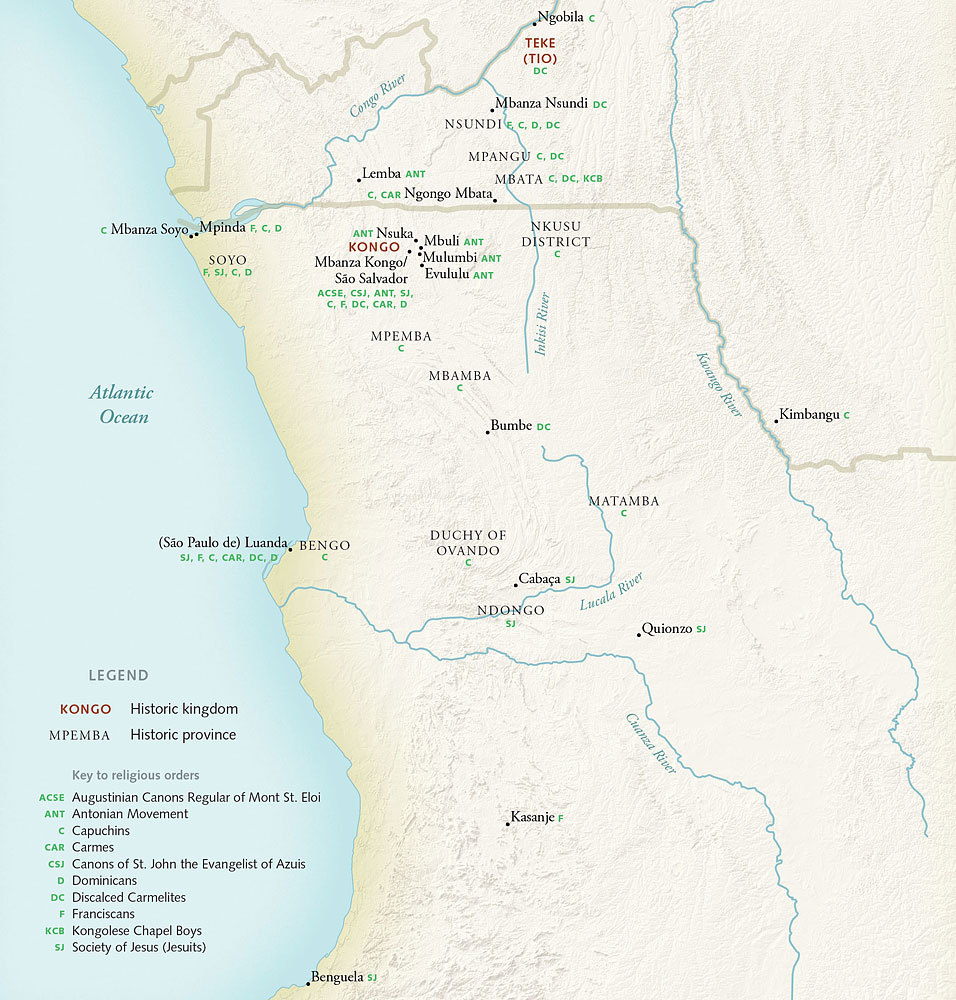 Ngobila C
TEKE
(TIO)
DC
Congo River
Mbanza Nsundi DC
NSUNDI F, C, D, DC
MPANGU C, DC
Lemba ANT
MBATA C, DC, KCB
C, CAR Ngongo Mbata
C Mbanza Soyo
Mpinda F, C, D
ANT Nsuka
KONGO
Mbuli ANT
NKUSU
DISTRICT
C
SOYO
F, SJ, C, D
Mbanza Kongo/
São Salvador
ACSE, CSJ, ANT, SJ,
C, F, DC, CAR, D
Mulumbi ANT
Evululu ANT
Inkisi River
MPEMBA
C
MBAMBA
C
Kwango River
Atlantic
Ocean
Kimbangu C
Bumbe DC
MATAMBA
C
(São Paulo de) Luanda
SJ, F, C, CAR, DC, D
BENGO
C
DUCHY OF
OVANDO
C
Cabaça SJ
Lucala River
NDONGO
SJ
Quionzo SJ
Cuanza River
Kasanje F
Benguela SJ
LEGEND
KONGO Historic kingdom
MPEMBA Historic province
Key to religious orders
ACSE Augustinian Canons Regular of Mont St. Eloi
ANT Antonian Movement
C Capuchins
CAR Carmes
CSJ Canons of St. John the Evangelist of Azuis
D Dominicans
DC Discalced Carmelites
F Franciscans
KCB Kongolese Chapel Boys
SJ Society of Jesus (Jesuits)